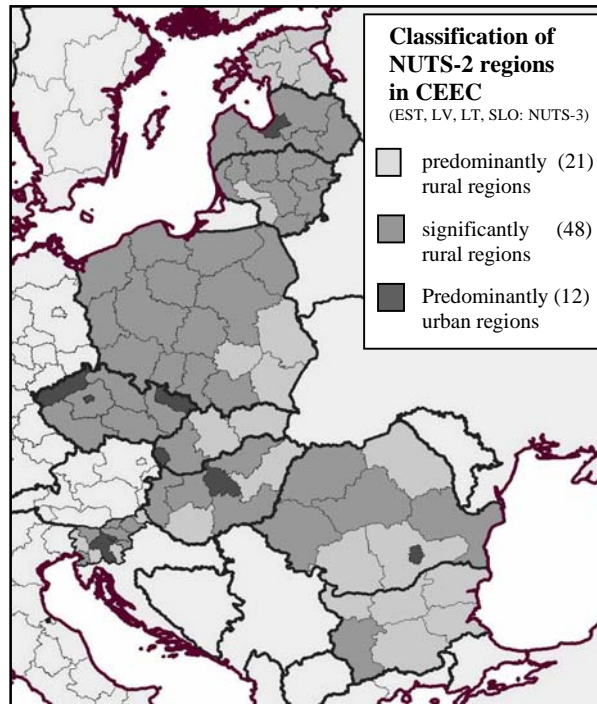 Classification of
NUTS-2 regions
in CEEC
(EST, LV, LT, SLO: NUTS-3)
predominantly (21)
rural regions
significantly (48)
rural regions
Predominantly (12)
urban regions